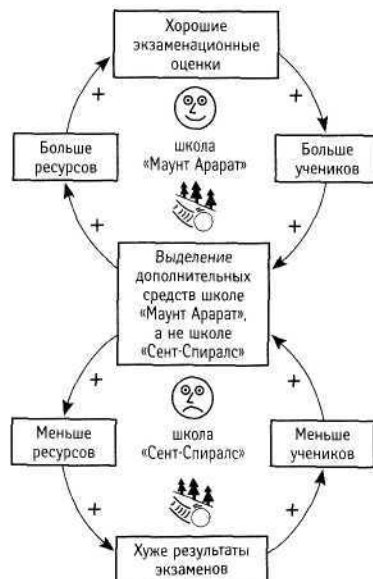 Хорошие
экзаменационные
оценки
+
+
Больше
ресурсов
школа
«Маунт Арарат»
Больше
учеников
+
+
Выделение
дополнительных
средств школе
«Маунт Арарат»,
а не школе
«Сент-Спиралс»
+
+
Меньше
ресурсов
школа
«Сент-Спиралс»
Меньше
учеников
+
+
Хуже результаты
экзаменов